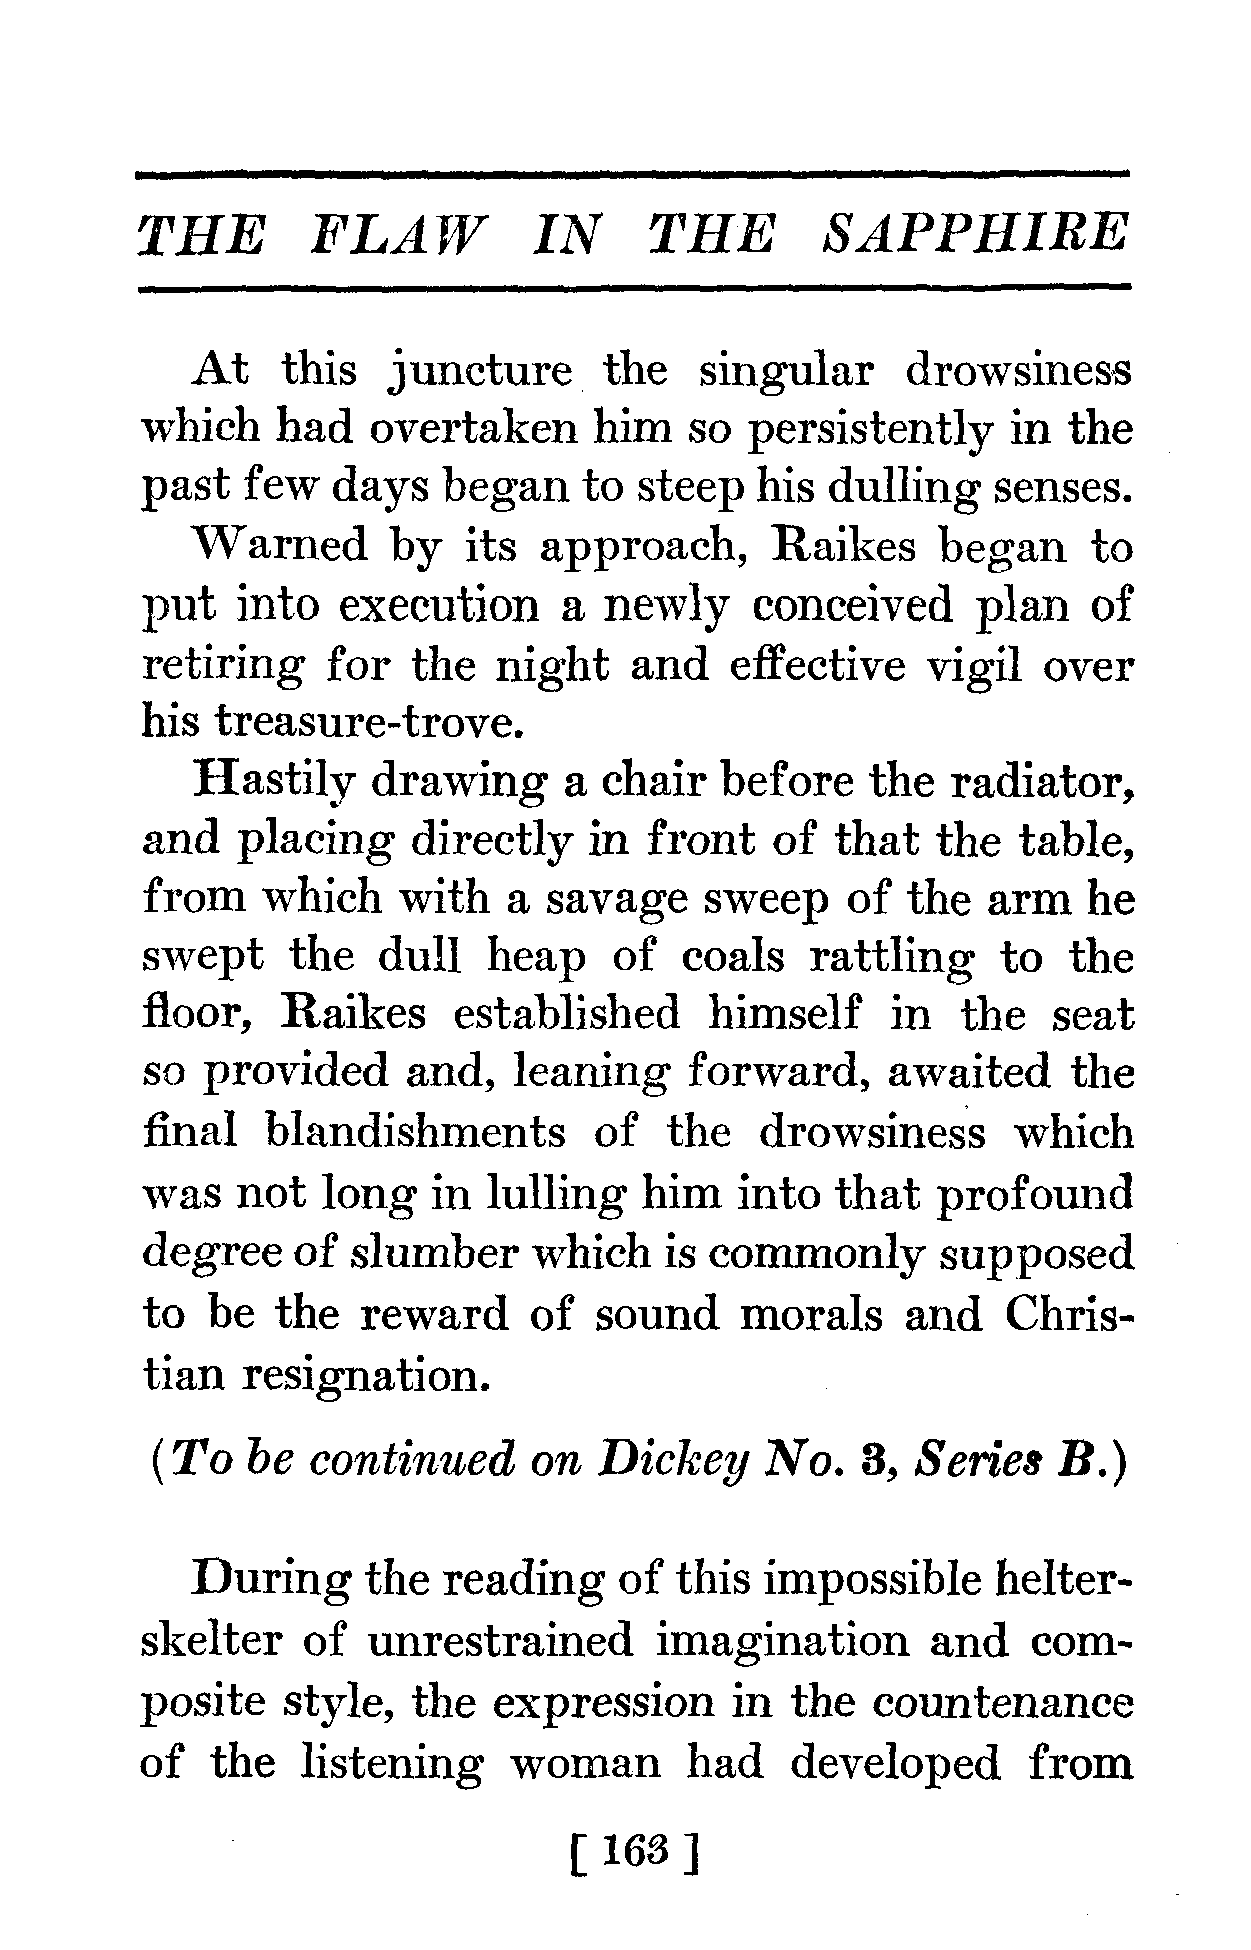 THE FLAW IN THE SAPPHIRE
At this juncture the singular drowsiness
which had overtaken him so persistently in the
past few days began to steep his dulling senses.
Warned by its approach, Raikes began to
put into execution a newly conceived plan of
retiring for the night and effective vigil over
his treasure-trove.
Hastily drawing a chair before the radiator,
and placing directly in front of that the table,
from which with a savage sweep of the arm he
swept the dull heap of coals rattling to the
floor, Raikes established himself in the seat
so provided and, leaning forward, awaited the
final blandishments of the drowsiness which
was not long in lulling him into that profound
degree of slumber which is commonly supposed
to be the reward of sound morals and Chris-
tian resignation.
(To be continued on Dickey No. 3, Series B.)
During the reading of this impossible helter-
skelter of unrestrained imagination and com-
posite style, the expression in the countenance
of the listening woman had developed from
[ 163 ]